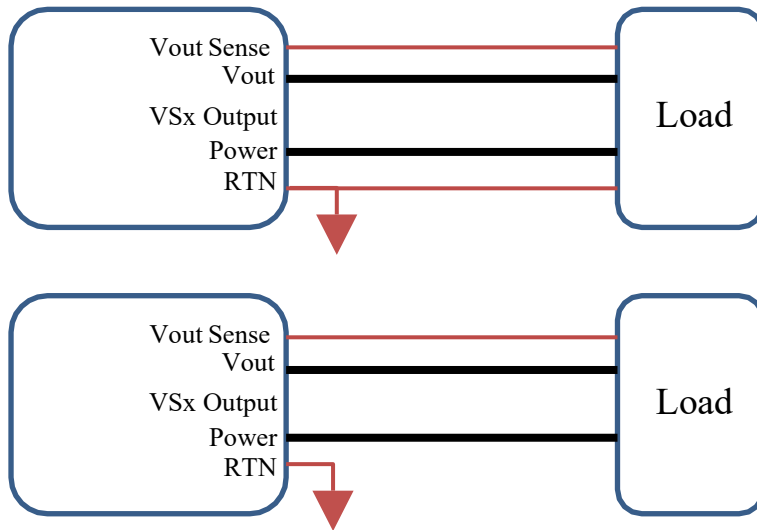 Vout Sense
Vout
VSx Output
Power
RTN
Load
Vout Sense
Vout
VSx Output
Power
RTN
Load